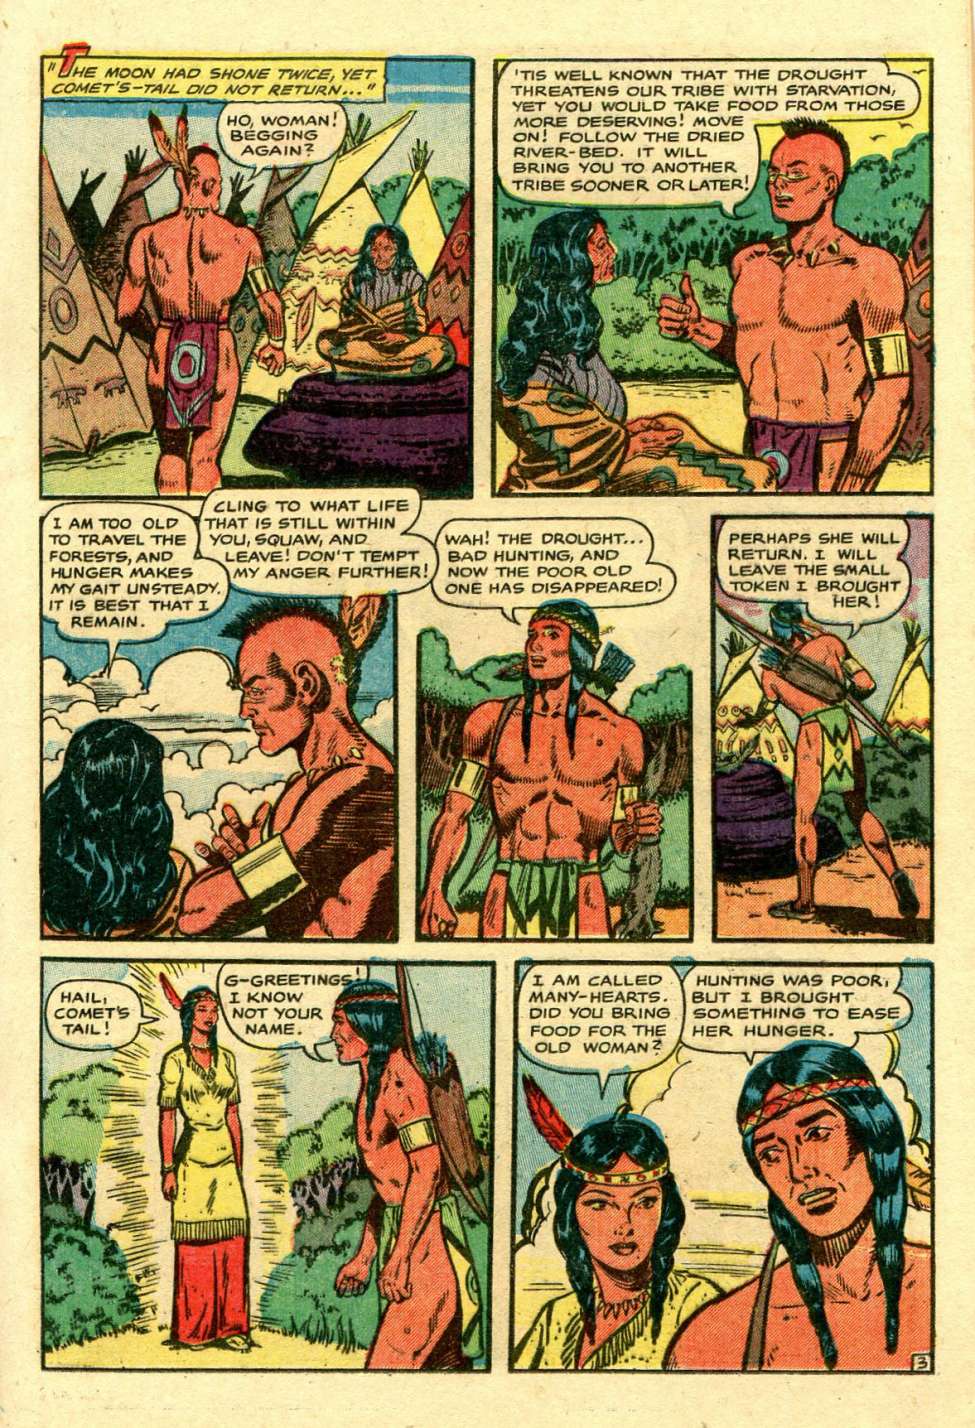 "THE MOON HAD SHONE TWICE, YET
COMET'S-TAIL DID NOT RETURN..."
HO, WOMAN!
BEGGING
AGAIN?
'TIS WELL KNOWN THAT THE DROUGHT
THREATENS OUR TRIBE WITH STARVATION,
YET YOU WOULD TAKE FOOD FROM THOSE
MORE DESERVING! MOVE
ON! FOLLOW THE DRIED
RIVER-BED. IT WILL
BRING YOU TO ANOTHER
TRIBE SOONER OR LATER!
I AM TOO OLD
TO TRAVEL THE
FORESTS, AND
HUNGER MAKES
MY GAIT UNSTEADY.
IT IS BEST THAT I
REMAIN.
CLING TO WHAT LIFE
THAT IS STILL WITHIN
YOU, SQUAW, AND
LEAVE! DON'T TEMPT
MY ANGER FURTHER!
WAH! THE DROUGHT...
BAD HUNTING, AND
NOW THE POOR OLD
ONE HAS DISAPPEARED!
PERHAPS SHE WILL
RETURN. I WILL
LEAVE THE SMALL
TOKEN I BROUGHT
HER!
HAIL,
COMET'S
TAIL!
G-GREETINGS!
I KNOW
NOT YOUR
NAME.
I AM CALLED
MANY-HEARTS.
DID YOU BRING
FOOD FOR THE
OLD WOMAN?
HUNTING WAS POOR,
BUT I BROUGHT
SOMETHING TO EASE
HER HUNGER.
3